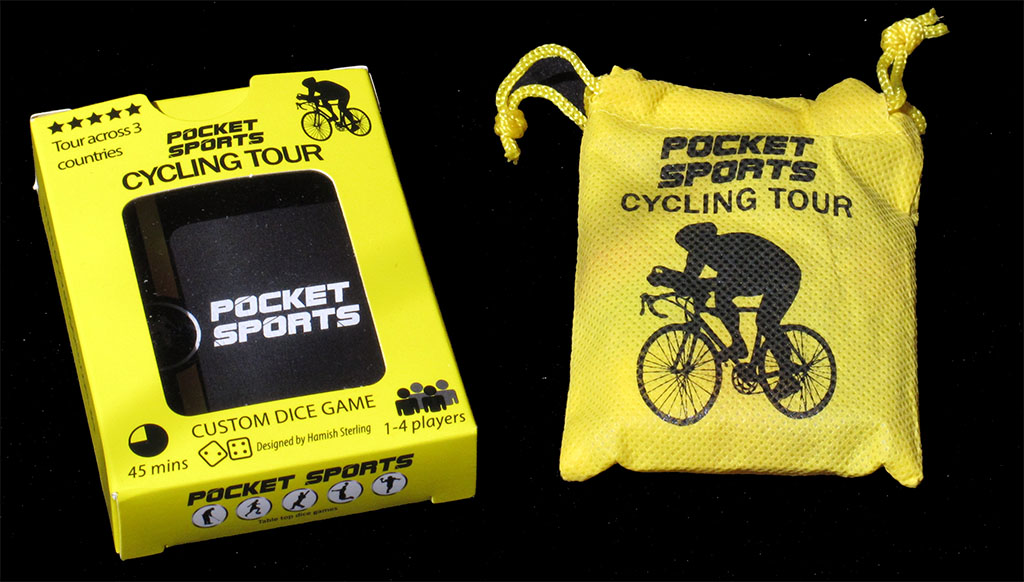 Tour across 3
countries
POCKET
SPORTS
CYCLING TOUR
POCKET
SPORTS
CUSTOM DICE GAME
45 mins
Designed by Hamish Sterling
1-4 players
POCKET SPORTS
Table top dice games
POCKET
SPORTS
CYCLING TOUR